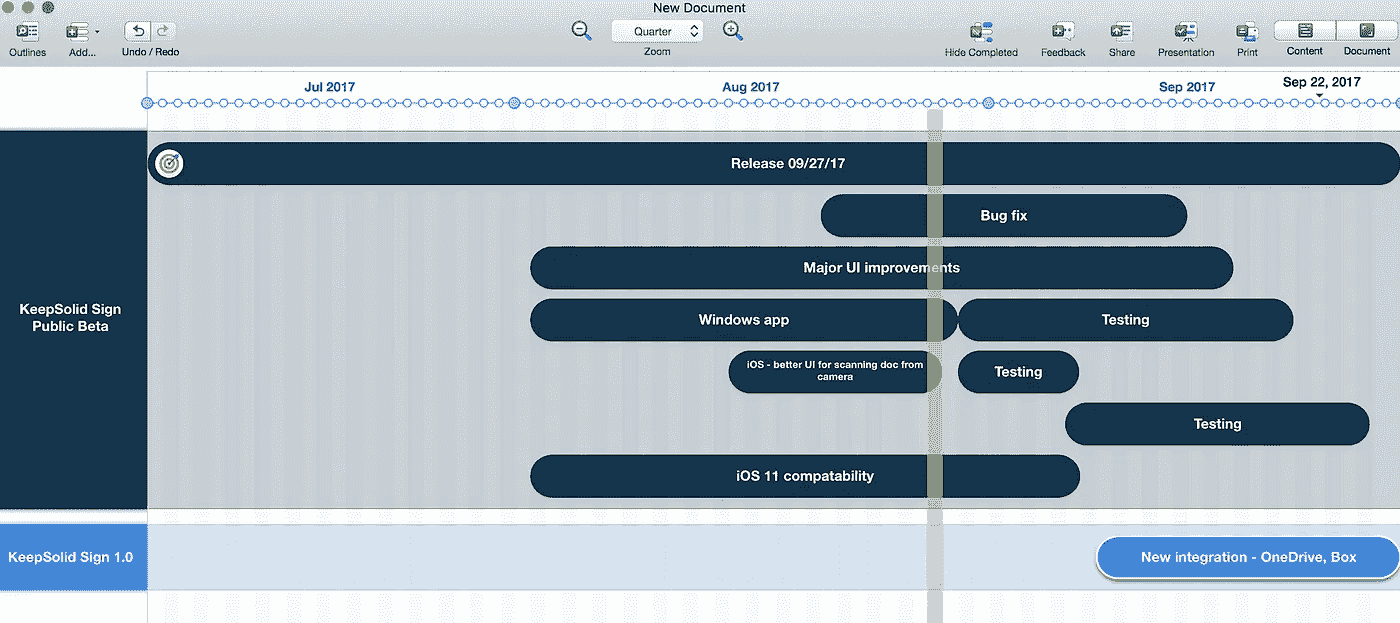 New Document
Outlines
Add...
Undo / Redo
Quarter
Zoom
Hide Completed
Feedback
Share
Presentation
Print
Content
Document
Jul 2017
Aug 2017
Sep 2017
Sep 22, 2017
KeepSolid Sign
Public Beta
Release 09/27/17
Bug fix
Major UI improvements
Windows app
Testing
iOS - better UI for scanning doc from
camera
Testing
Testing
iOS 11 compatability
KeepSolid Sign 1.0
New integration - OneDrive, Box